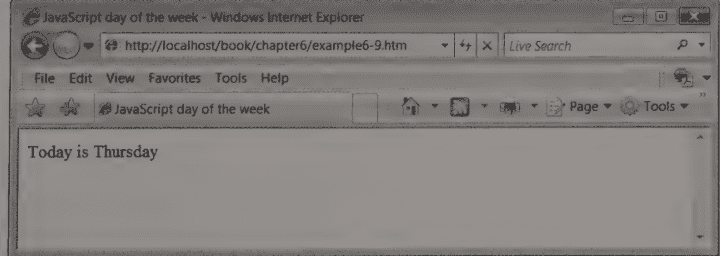 JavaScript day of the week - Windows Internet Explorer
http://localhost/book/chapter6/example6-9.htm
Live Search
File Edit View Favorites Tools Help
JavaScript day of the week
Page
Tools
Today is Thursday